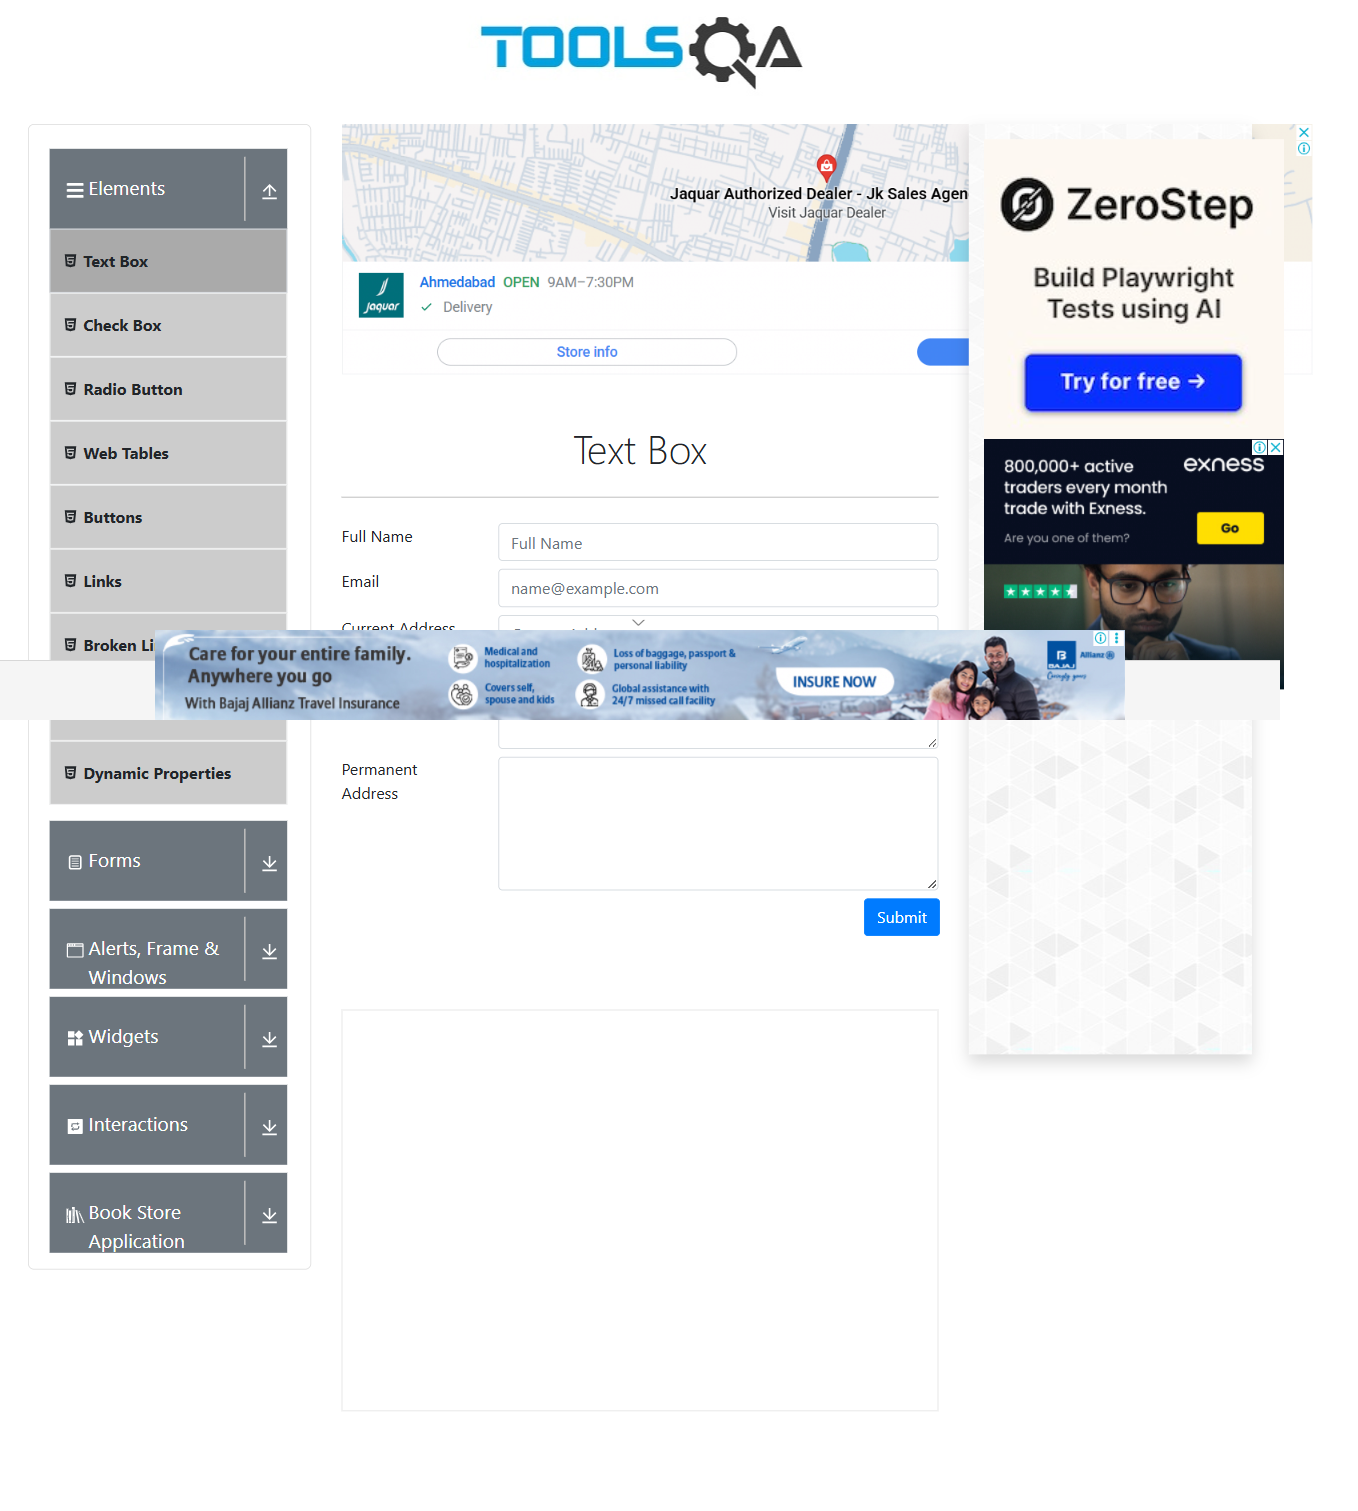 TOOLSQA
Elements
Text Box
Check Box
Radio Button
Web Tables
Buttons
Links
Broken Li
Dynamic Properties
Forms
Alerts, Frame &
Windows
Widgets
Interactions
Book Store
Application
Jaquar Authorized Dealer - Jk Sales Agen
Visit Jaquar Dealer
Jaquar
Ahmedabad OPEN 9AM–7:30PM
Delivery
Store info
Text Box
Full Name
Full Name
Email
name@example.com
Current Address
Care for your entire family.
Anywhere you go
With Bajaj Allianz Travel Insurance
Medical and
hospitalization
Covers self,
spouse and kids
Loss of baggage, passport &
personal liability
Global assistance with
24/7 missed call facility
INSURE NOW
B
BAJAJ
Allianz
Caringly yours
Permanent
Address
Submit
ZeroStep
Build Playwright
Tests using AI
Try for free →
800,000+ active
traders every month
trade with Exness.
exness
Are you one of them?
Go